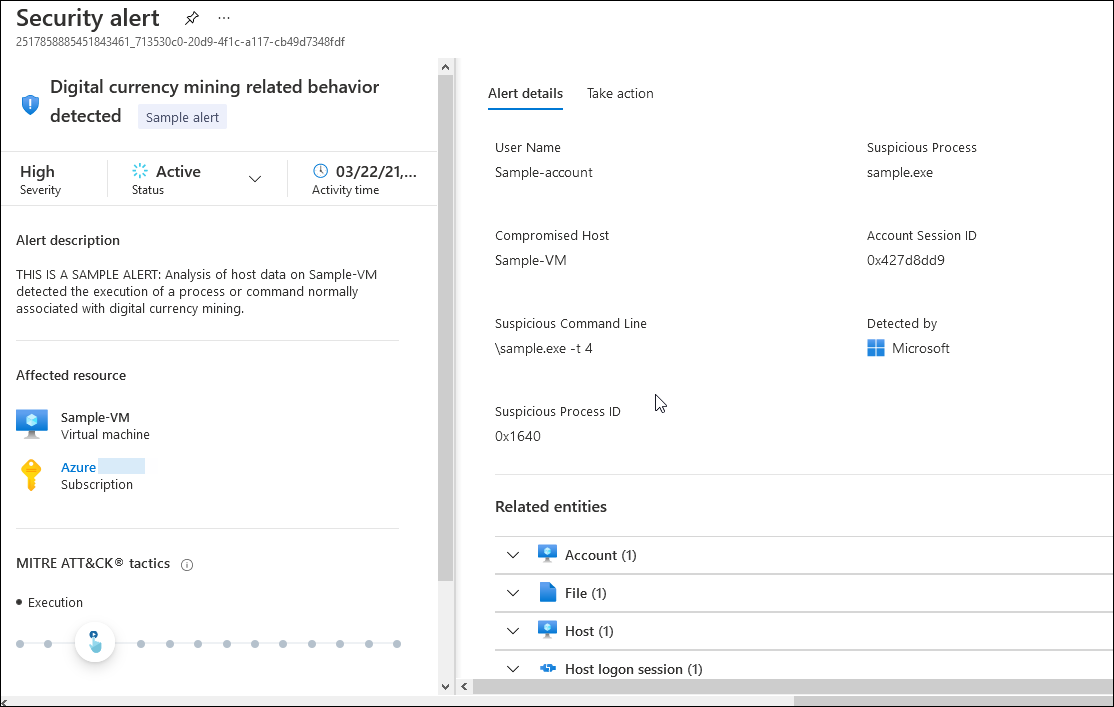 Security alert
...
2517858885451843461_713530c0-20d9-4f1c-a117-cb49d7348fdf
Digital currency mining related behavior
detected
Sample alert
High
Severity
Active
Status
03/22/21,...
Activity time
Alert description
THIS IS A SAMPLE ALERT: Analysis of host data on Sample-VM
detected the execution of a process or command normally
associated with digital currency mining.
Affected resource
Sample-VM
Virtual machine
Azure
Subscription
MITRE ATT&CK® tactics
• Execution
Alert details
Take action
User Name
Sample-account
Suspicious Process
sample.exe
Compromised Host
Sample-VM
Account Session ID
0x427d8dd9
Suspicious Command Line
\sample.exe -t 4
Detected by
Microsoft
Suspicious Process ID
0x1640
Related entities
Account (1)
File (1)
Host (1)
Host logon session (1)